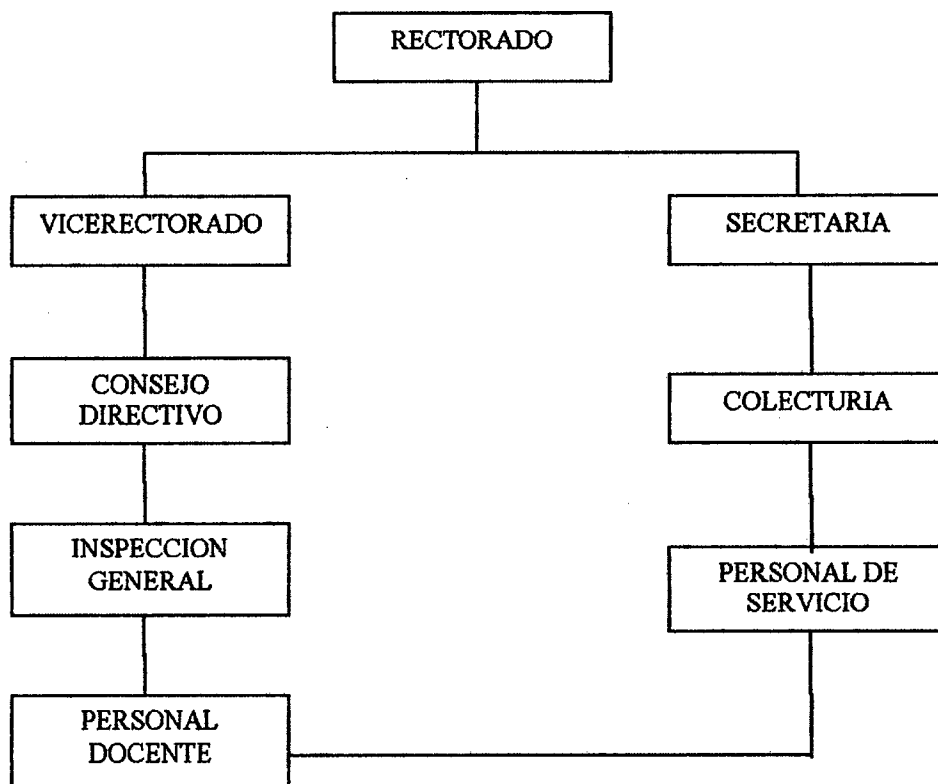 RECTORADO
VICERECTORADO
SECRETARIA
CONSEJO
DIRECTIVO
COLECTURIA
INSPECCION
GENERAL
PERSONAL DE
SERVICIO
PERSONAL
DOCENTE